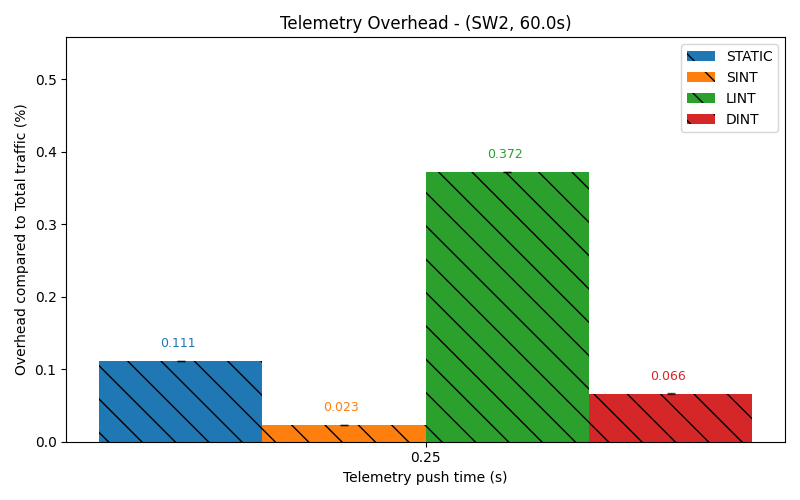 Telemetry Overhead - (SW2, 60.0s)
Overhead compared to Total traffic (%)
0.5
0.4
0.3
0.2
0.1
0.0
STATIC
SINT
LINT
DINT
0.111
0.023
0.372
0.066
0.25
Telemetry push time (s)